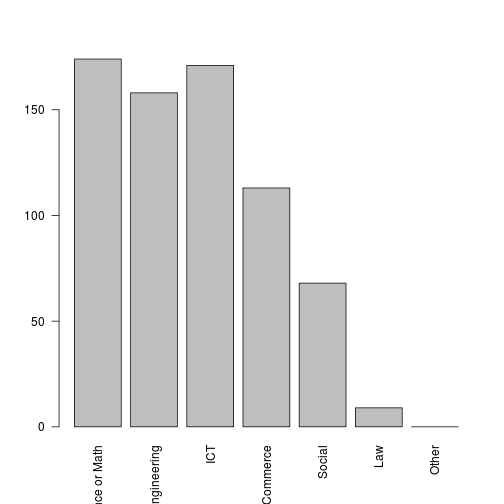 150
100
50
0
ce or Math
ngineering
ICT
Commerce
Social
Law
Other